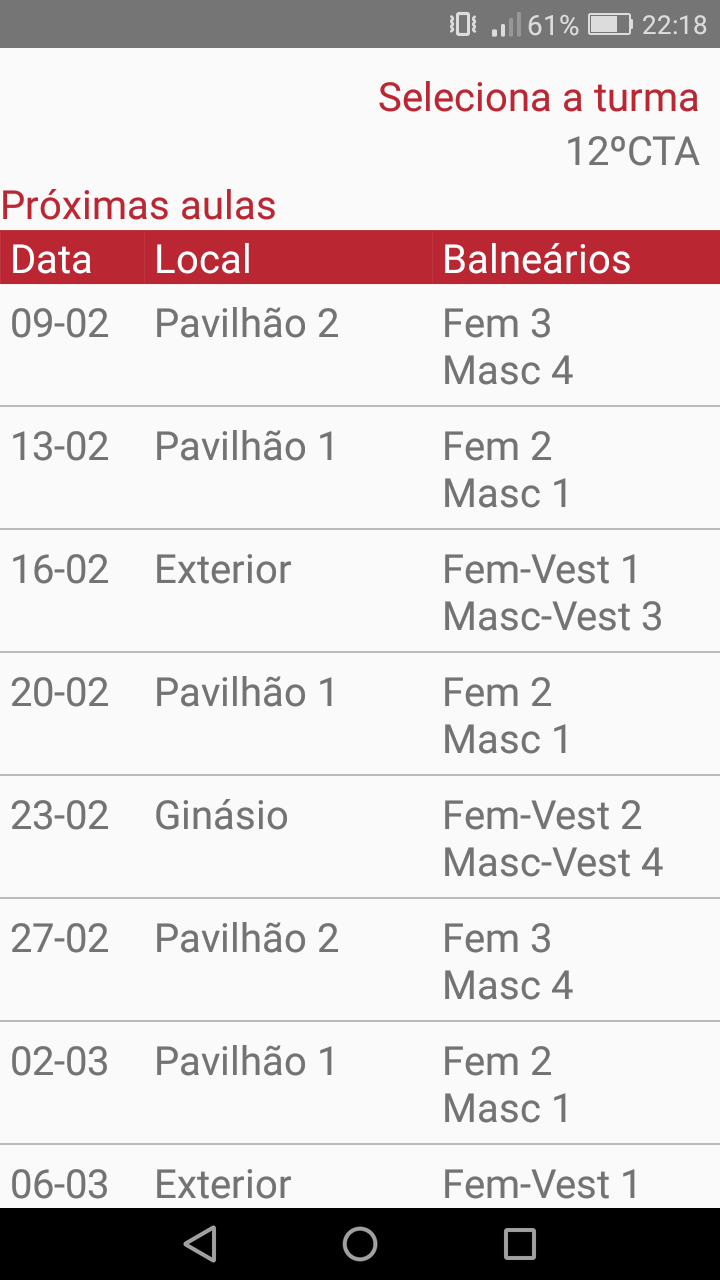 61% 22:18
Seleciona a turma
12ºCTA
Próximas aulas
Data Local Balneários
09-02 Pavilhão 2 Fem 3
Masc 4
13-02 Pavilhão 1 Fem 2
Masc 1
16-02 Exterior Fem-Vest 1
Masc-Vest 3
20-02 Pavilhão 1 Fem 2
Masc 1
23-02 Ginásio Fem-Vest 2
Masc-Vest 4
27-02 Pavilhão 2 Fem 3
Masc 4
02-03 Pavilhão 1 Fem 2
Masc 1
06-03 Exterior Fem-Vest 1